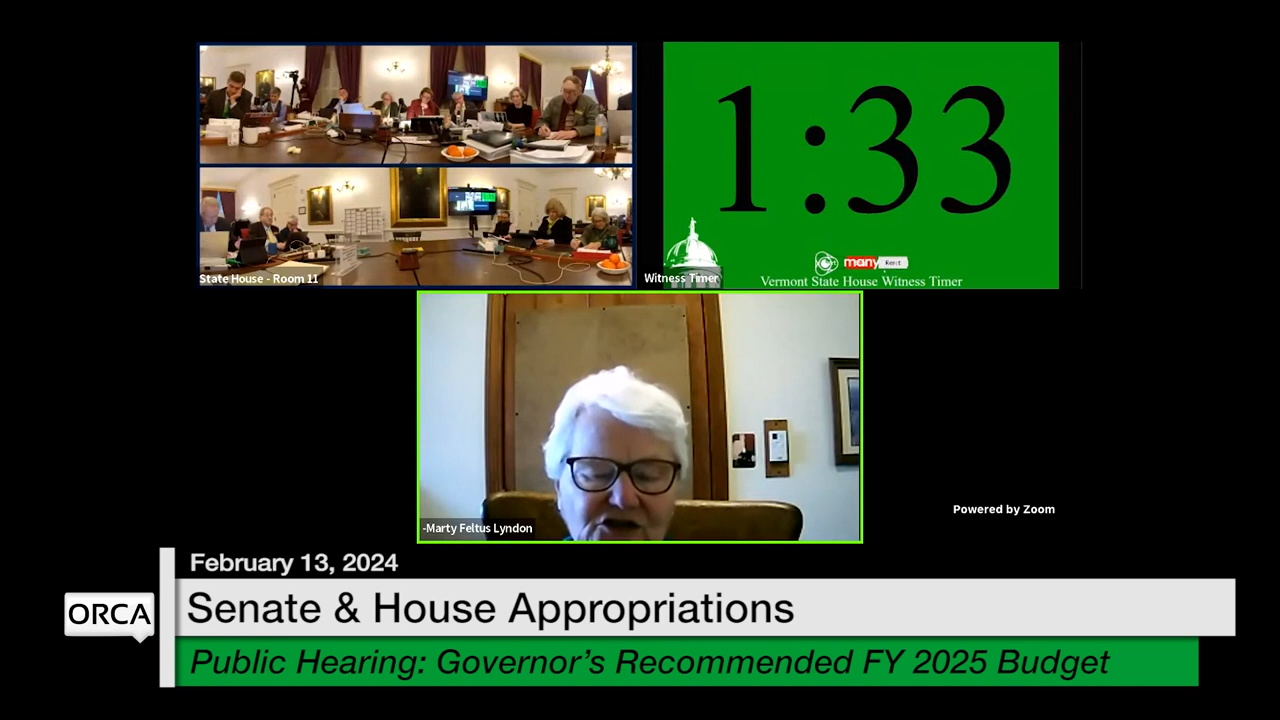 1:33
many
Reset
Vermont State House Witness Timer
State House - Room 11
Witness Timer
-Marty Feltus Lyndon
Powered by Zoom
February 13, 2024
ORCA
Senate & House Appropriations
Public Hearing: Governor's Recommended FY 2025 Budget